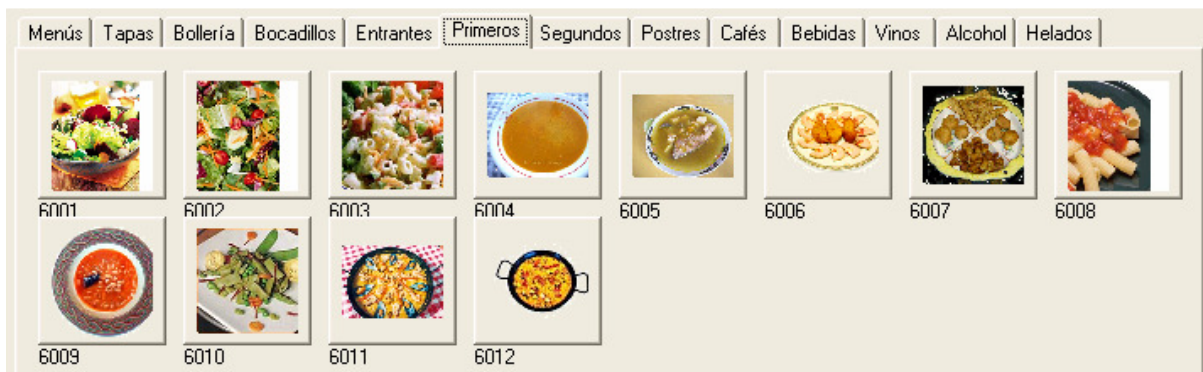 Menús Tapas Bollería Bocadillos Entrantes Primeros Segundos Postres Cafés Bebidas Vinos Alcohol Helados
6001 6002 6003 6004 6005 6006 6007 6008
6009 6010 6011 6012